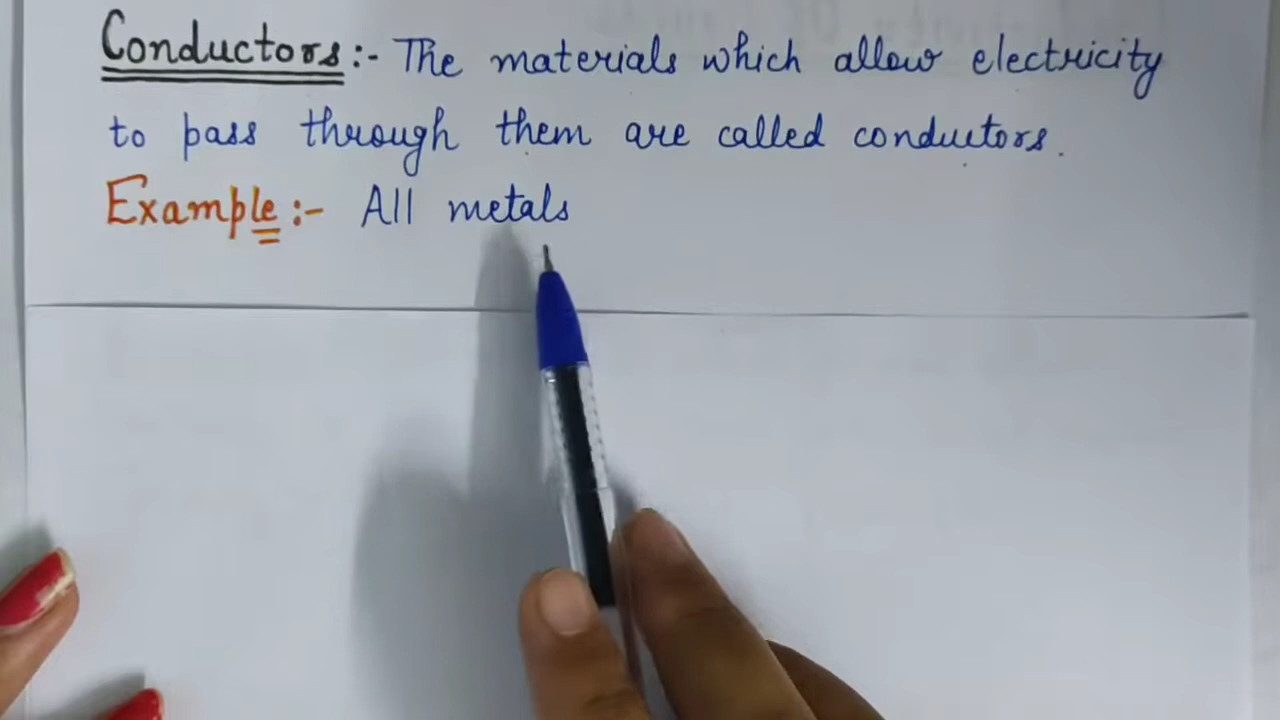 Conductors:- The materials which allow electricity
to pass through them are called conductors.
Example:- All metals